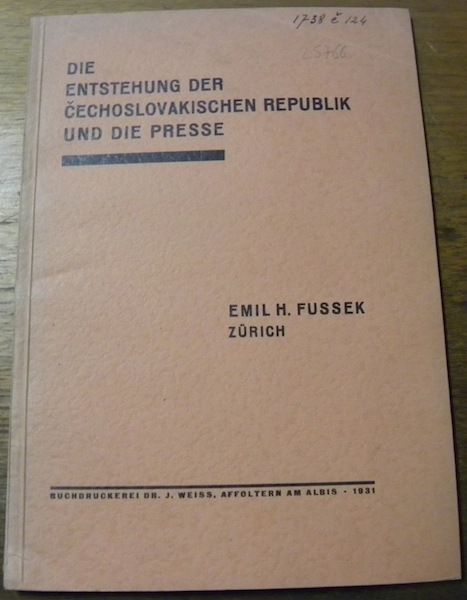 1738 č 124
25766
DIE
ENTSTEHUNG DER
ČECHOSLOVAKISCHEN REPUBLIK
UND DIE PRESSE
EMIL H. FUSSEK
ZÜRICH
BUCHDRUCKEREI DR. J. WEISS, AFFOLTERN AM ALBIS · 1931